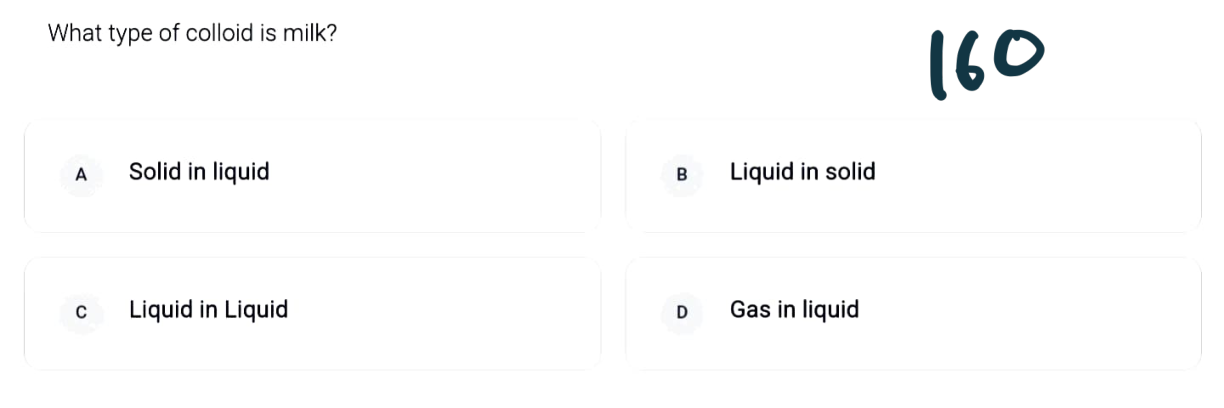 What type of colloid is milk?
160
A Solid in liquid
B Liquid in solid
C Liquid in Liquid
D Gas in liquid